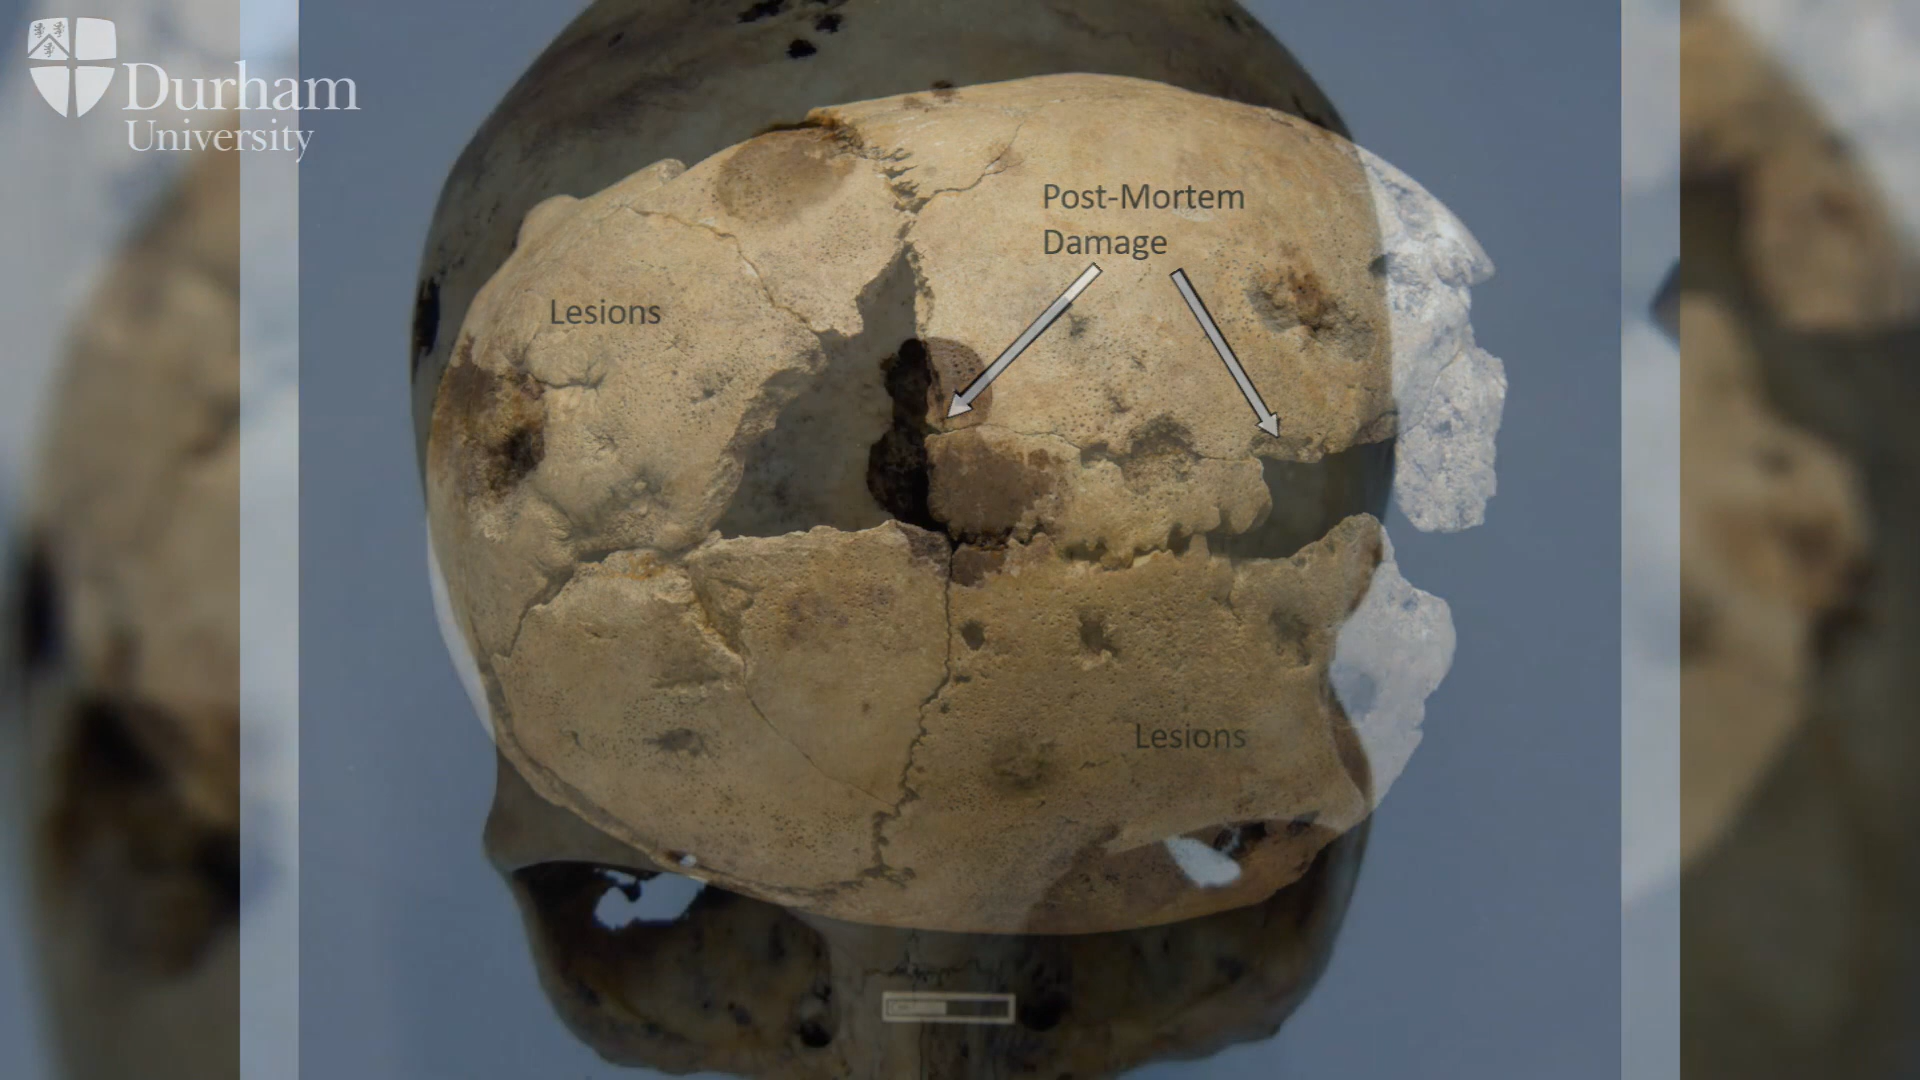 Durham
University
Post-Mortem
Damage
Lesions
Lesions